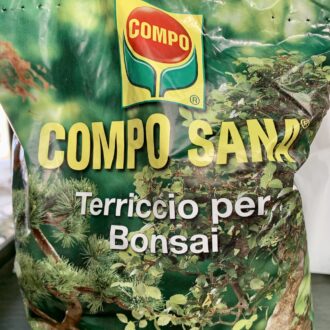 COMPO
®
COMPO SANA®
Terriccio per
Bonsai